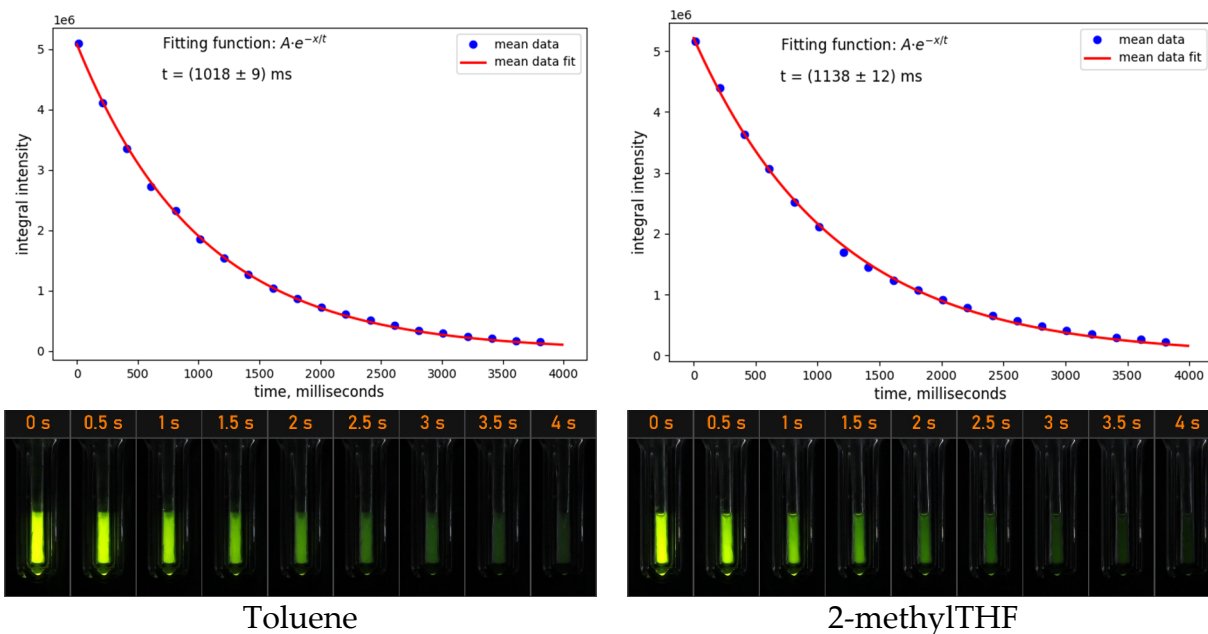 1e6
Fitting function: A·e^{-x/t}
t = (1018 ± 9) ms
mean data
mean data fit
integral intensity
5
4
3
2
1
0
0 500 1000 1500 2000 2500 3000 3500 4000
time, milliseconds
0 s 0.5 s 1 s 1.5 s 2 s 2.5 s 3 s 3.5 s 4 s
Toluene
1e6
Fitting function: A·e^{-x/t}
t = (1138 ± 12) ms
mean data
mean data fit
integral intensity
5
4
3
2
1
0
0 500 1000 1500 2000 2500 3000 3500 4000
time, milliseconds
0 s 0.5 s 1 s 1.5 s 2 s 2.5 s 3 s 3.5 s 4 s
2-methylTHF